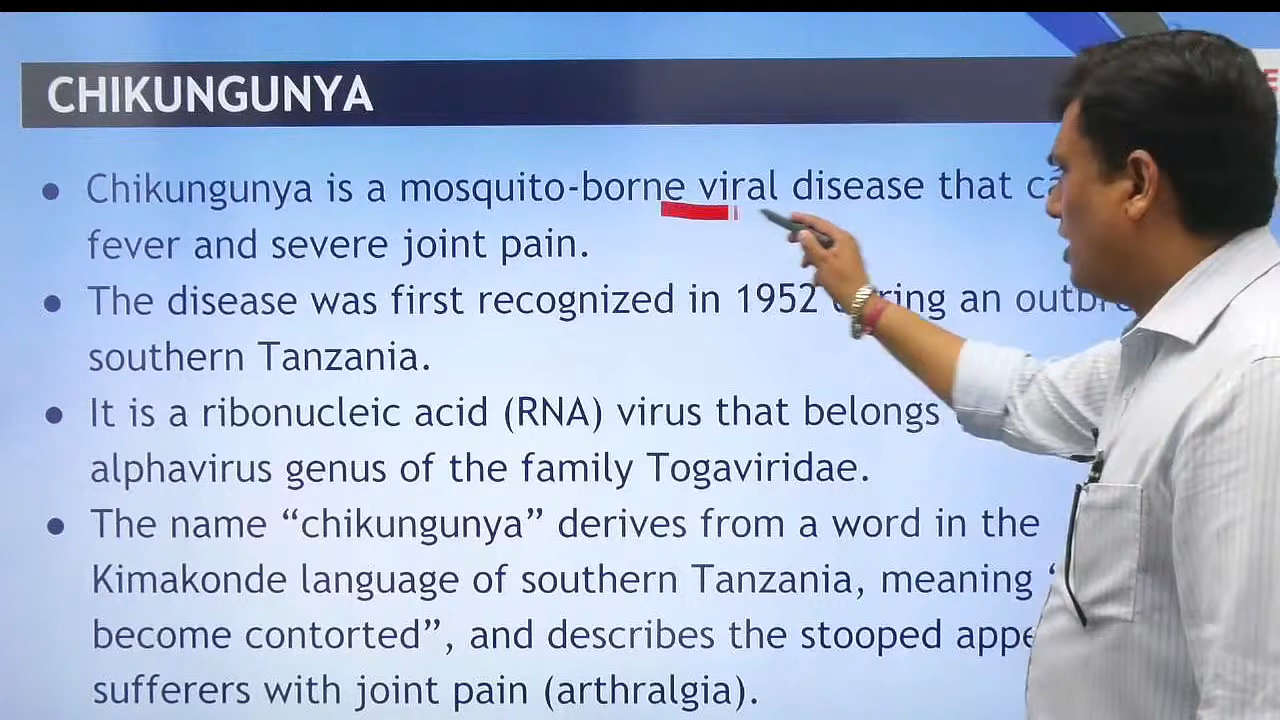 CHIKUNGUNYA
● Chikungunya is a mosquito-borne viral disease that
fever and severe joint pain.
● The disease was first recognized in 1952 an
southern Tanzania.
● It is a ribonucleic acid (RNA) virus that belongs
alphavirus genus of the family Togaviridae.
● The name “chikungunya” derives from a word in the
Kimakonde language of southern Tanzania, meaning
become contorted”, and describes the stooped
sufferers with joint pain (arthralgia).